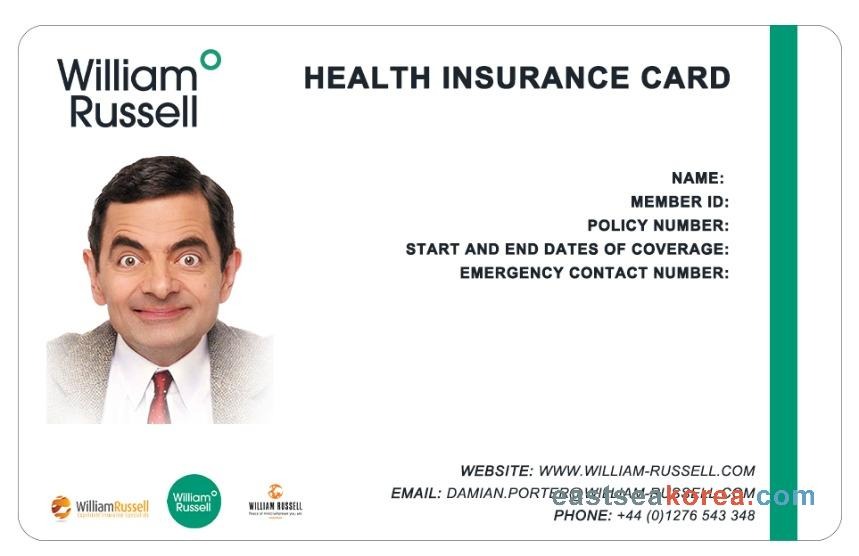 William
Russell
HEALTH INSURANCE CARD
NAME:
MEMBER ID:
POLICY NUMBER:
START AND END DATES OF COVERAGE:
EMERGENCY CONTACT NUMBER:
WEBSITE: WWW.WILLIAM-RUSSELL.COM
EMAIL: DAMIAN.PORTER@WILLIAM-RUSSELL.COM
eastseakorea.com
PHONE: +44 (0)1276 543 348
WilliamRussell
William
Russell
WILLIAM RUSSELL